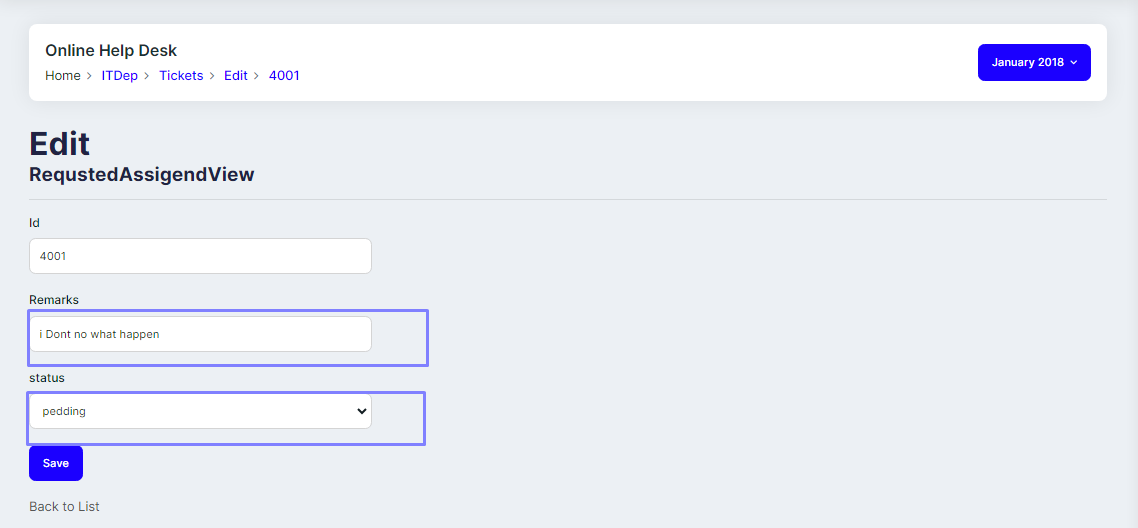 Online Help Desk
Home > ITDep > Tickets > Edit > 4001
January 2018
Edit
RequstedAssigendView
Id
4001
Remarks
i Dont no what happen
status
pedding
Save
Back to List